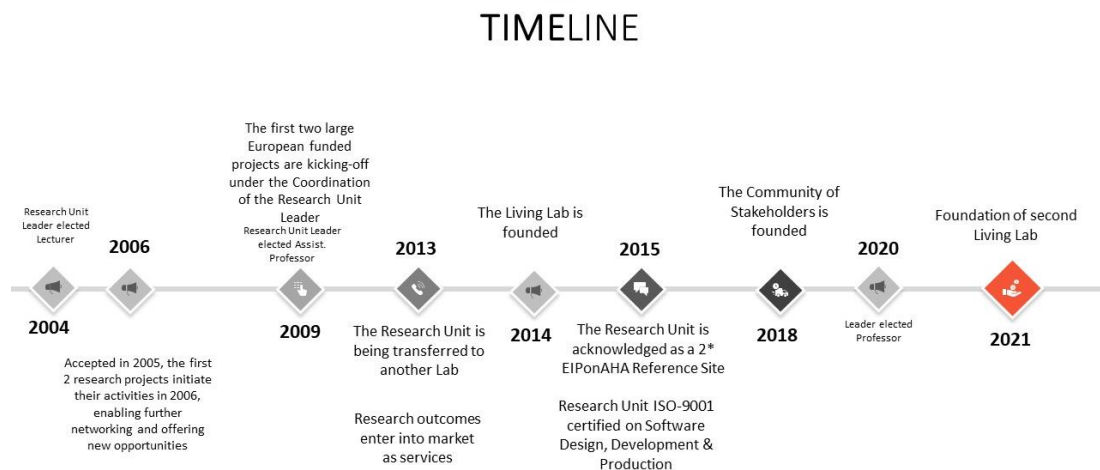 TIMELINE
Research Unit
Leader elected
Lecturer
2004
2006
Accepted in 2005, the first
2 research projects initiate
their activities in 2006,
enabling further
networking and offering
new opportunities
The first two large
European funded
projects are kicking-off
under the Coordination
of the Research Unit
Leader
Research Unit Leader
elected Assist.
Professor
2009
2013
The Research Unit is
being transferred to
another Lab
Research outcomes
enter into market
as services
The Living Lab is
founded
2014
2015
The Research Unit is
acknowledged as a 2*
EIPonAHA Reference Site
Research Unit ISO-9001
certified on Software
Design, Development &
Production
The Community of
Stakeholders is
founded
2018
2020
Leader elected
Professor
Foundation of second
Living Lab
2021